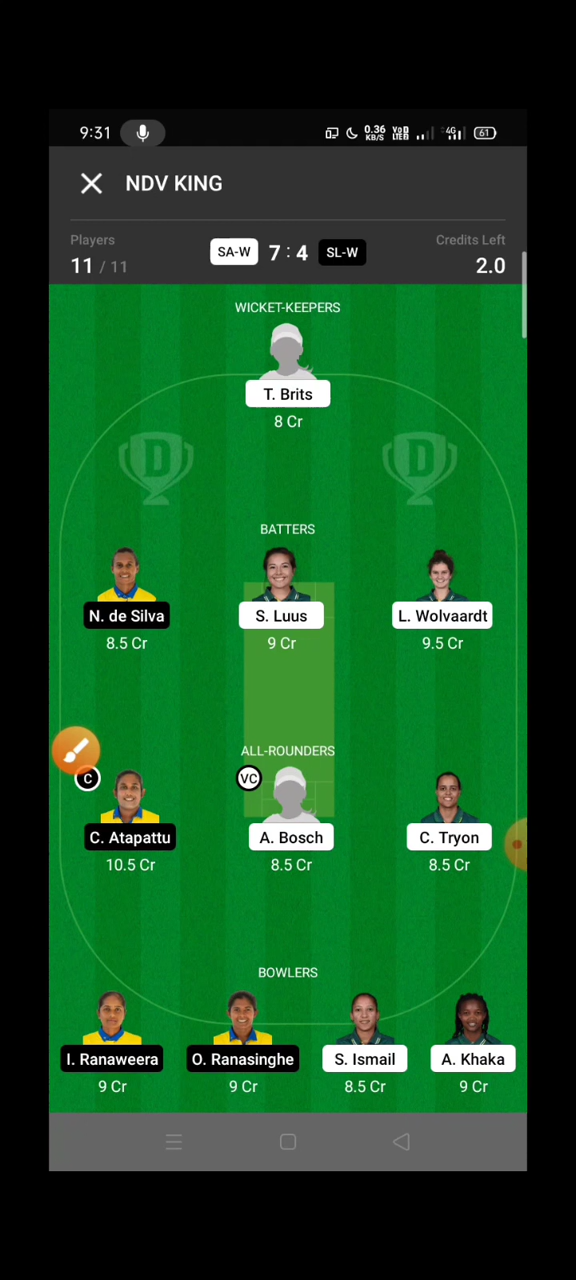 9:31 0.36 KB/S VoD LTE2 4G 61
NDV KING
Players Credits Left
11 / 11 SA-W 7 : 4 SL-W 2.0
WICKET-KEEPERS
T. Brits
8 Cr
D D
BATTERS
N. de Silva S. Luus L. Wolvaardt
8.5 Cr 9 Cr 9.5 Cr
ALL-ROUNDERS
C VC
C. Atapattu A. Bosch C. Tryon
10.5 Cr 8.5 Cr 8.5 Cr
BOWLERS
I. Ranaweera O. Ranasinghe S. Ismail A. Khaka
9 Cr 9 Cr 8.5 Cr 9 Cr